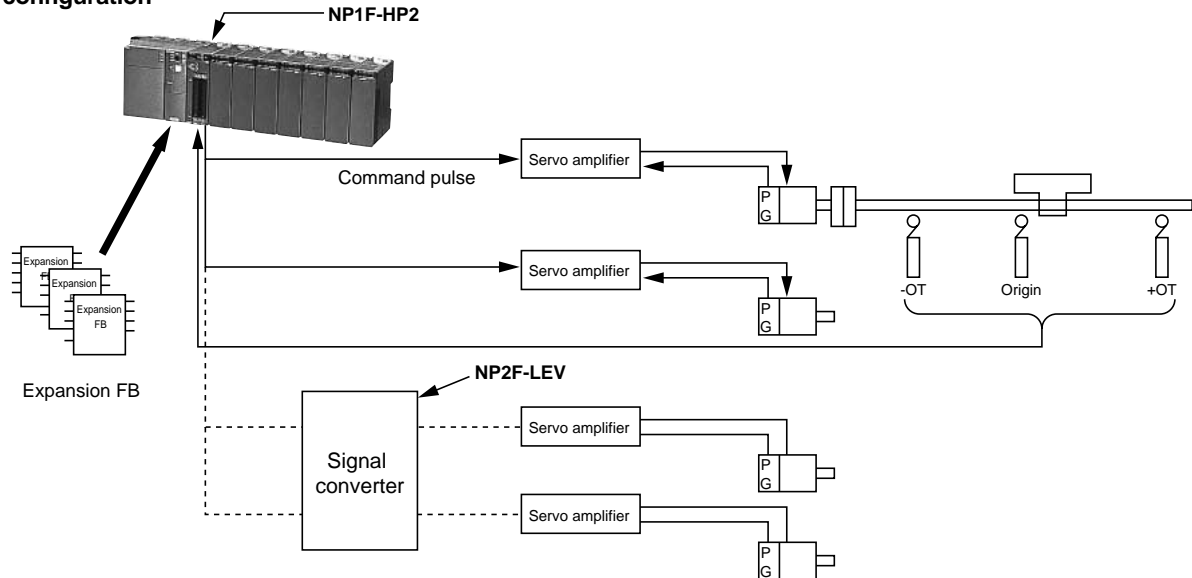 configuration
NP1F-HP2
Servo amplifier
Command pulse
P
G
-OT
Origin
+OT
Servo amplifier
P
G
Expansion
Expansion
Expansion
FB
Expansion FB
NP2F-LEV
Signal
converter
Servo amplifier
P
G
Servo amplifier
P
G